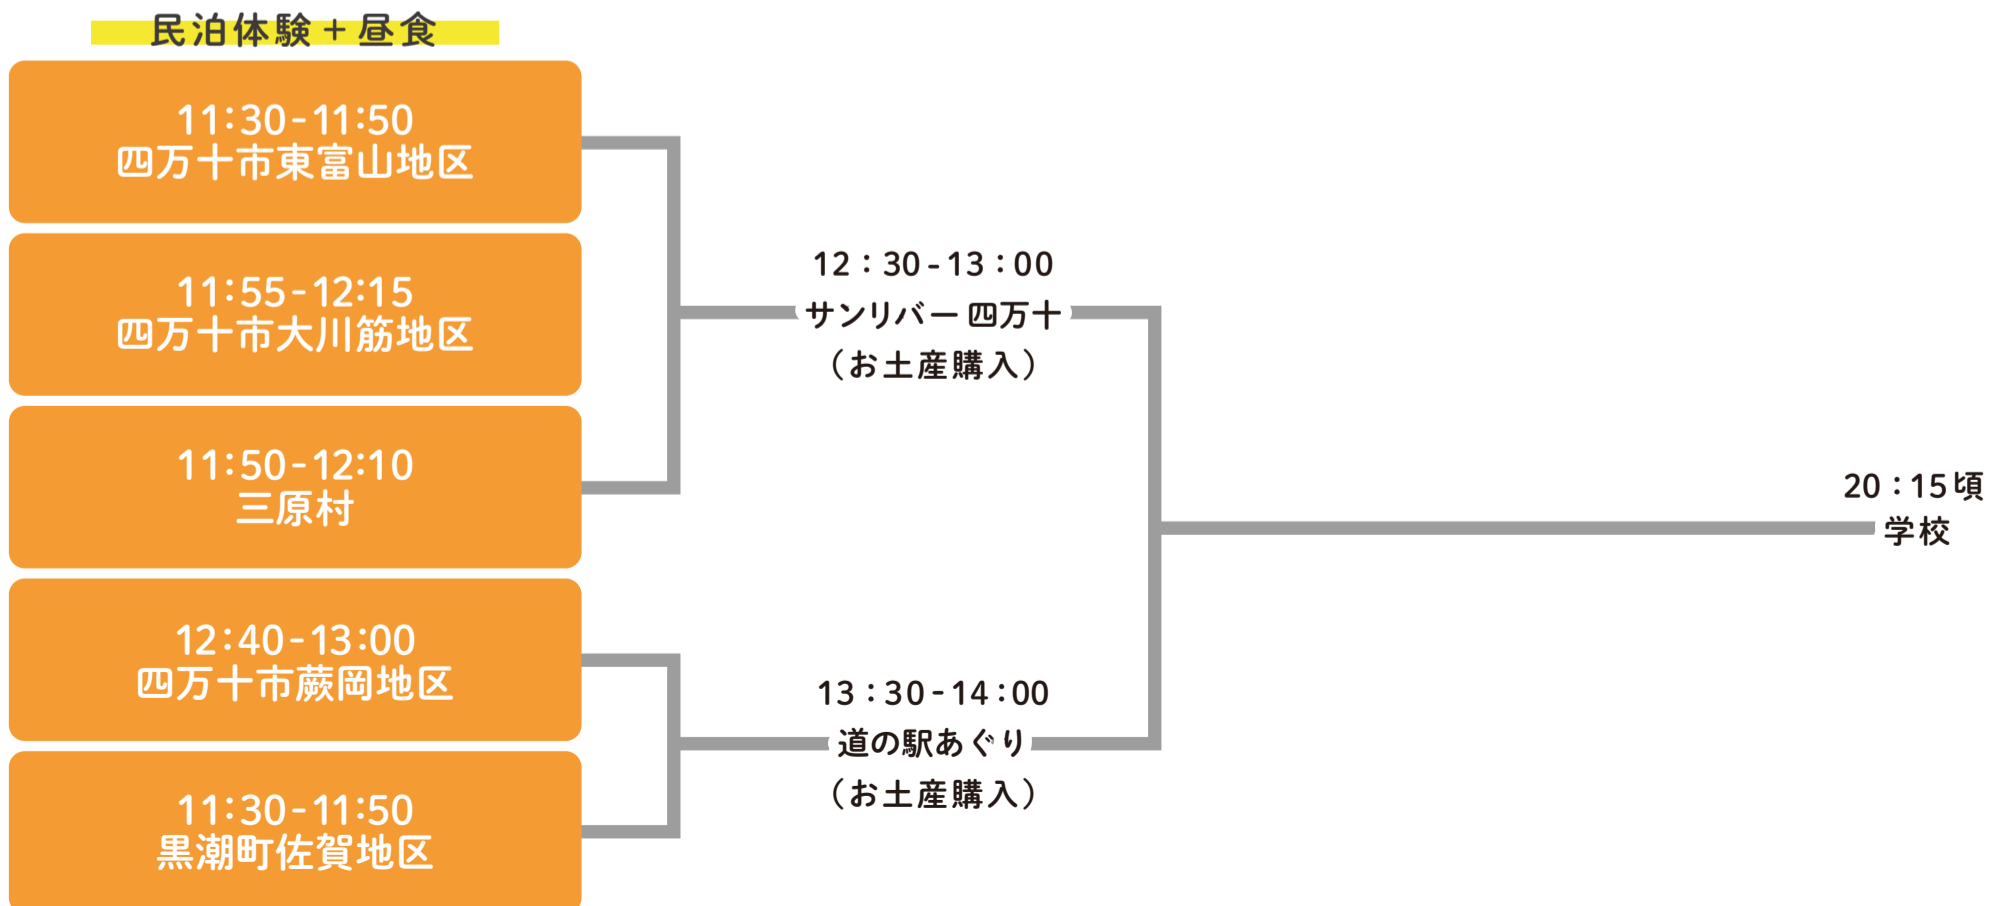 民泊体験＋昼食
11:30-11:50
四万十市東富山地区
11:55-12:15
四万十市大川筋地区
11:50-12:10
三原村
12:40-13:00
四万十市蕨岡地区
11:30-11:50
黒潮町佐賀地区
12：30-13：00
サンリバー四万十
（お土産購入）
13：30-14：00
道の駅あぐり
（お土産購入）
20：15頃
学校